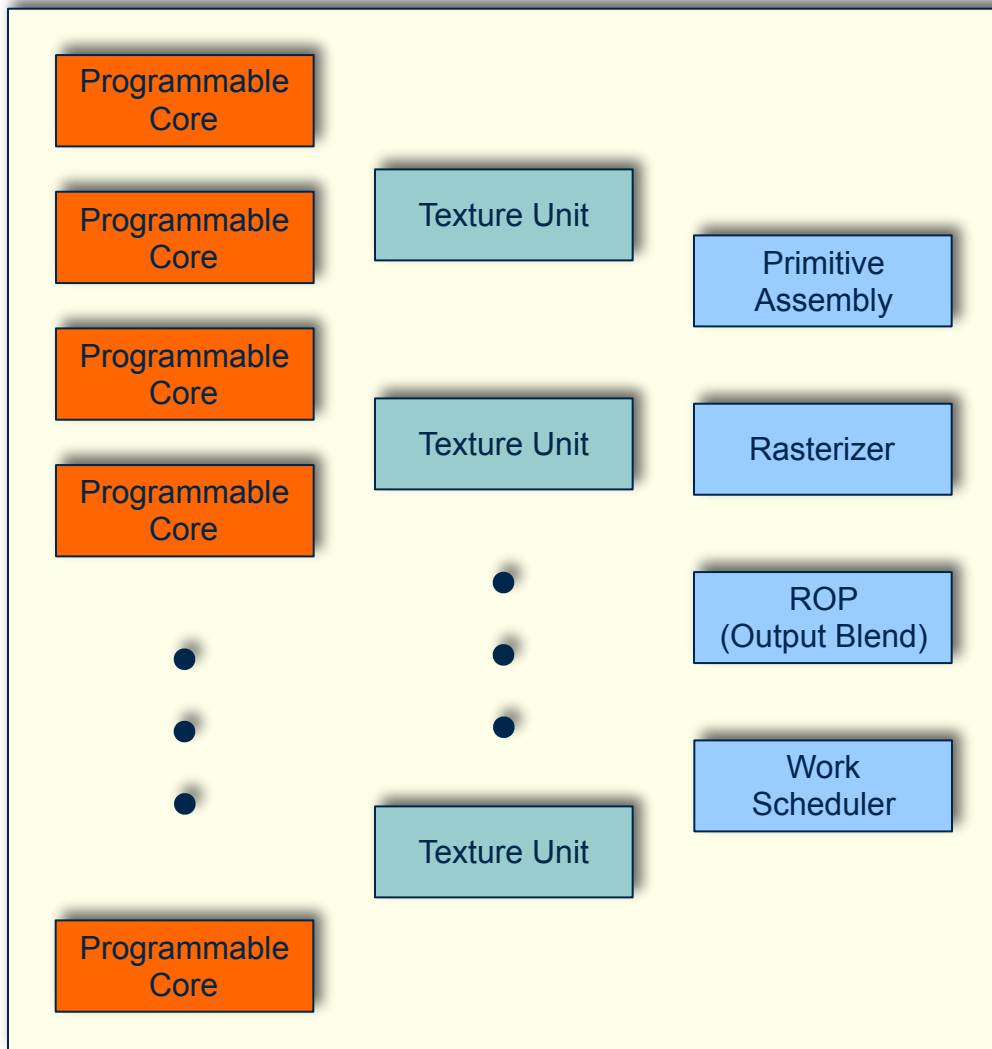 Programmable
Core
Programmable
Core
Programmable
Core
Programmable
Core
Programmable
Core
Texture Unit
Texture Unit
Texture Unit
Primitive
Assembly
Rasterizer
ROP
(Output Blend)
Work
Scheduler